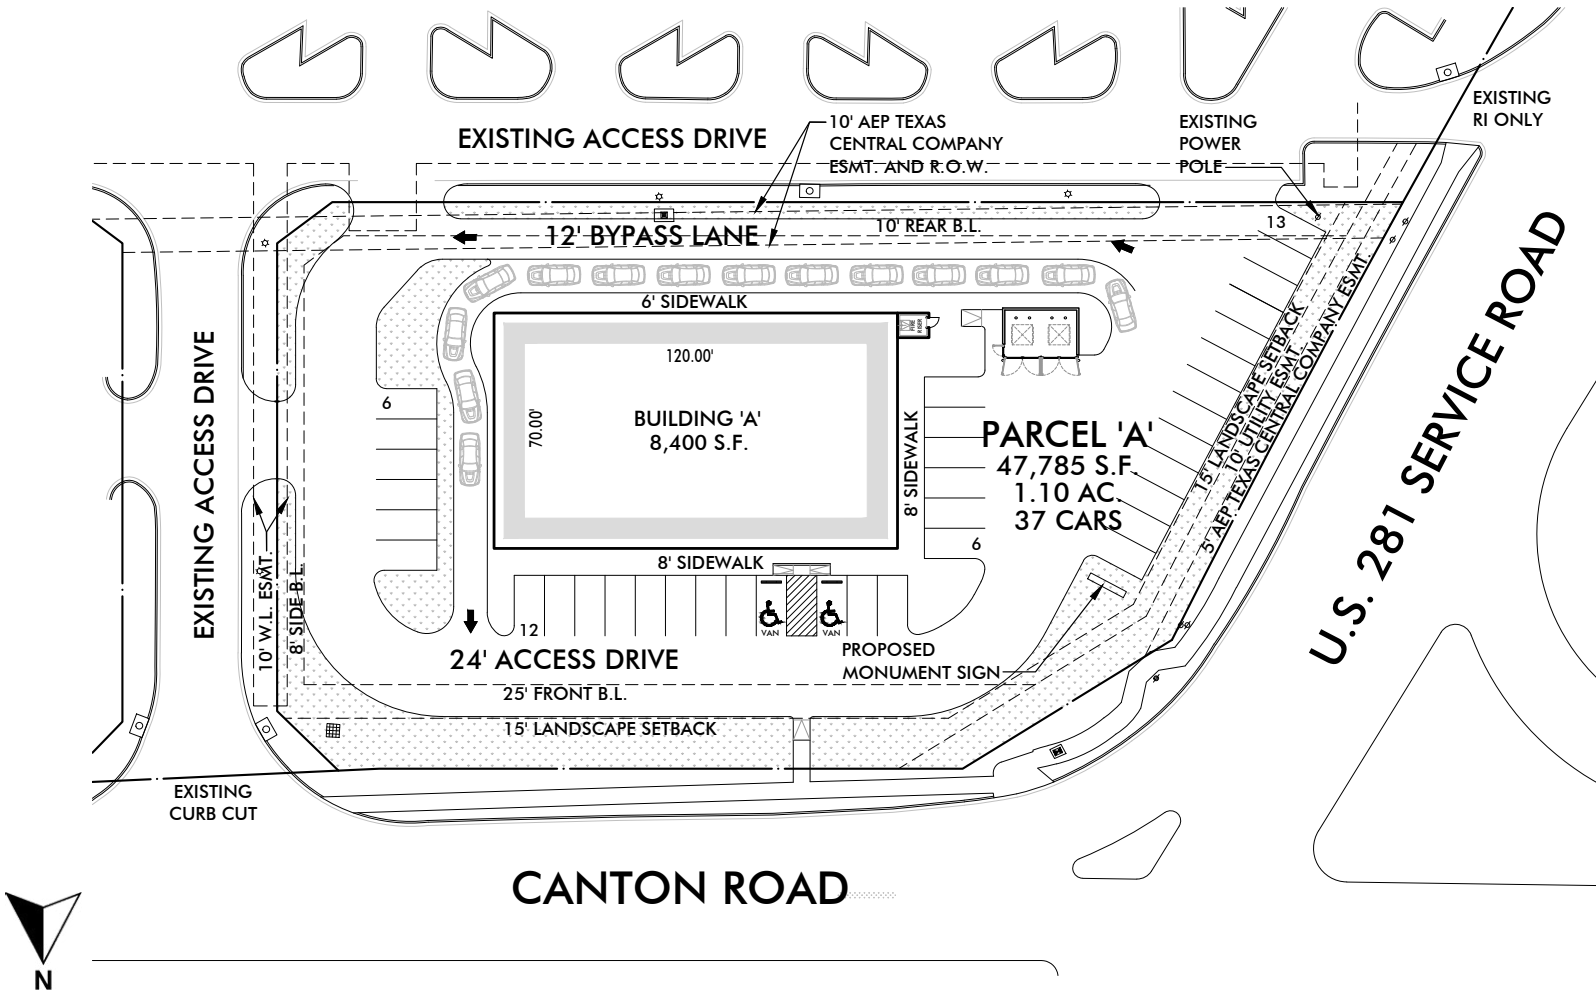 EXISTING
RI ONLY
10' AEP TEXAS
CENTRAL COMPANY
ESMT. AND R.O.W.
EXISTING
POWER
POLE
EXISTING ACCESS DRIVE
13
10' REAR B.L.
12' BYPASS LANE
6' SIDEWALK
FIRE
RISER
120.00'
70.00'
BUILDING 'A'
8,400 S.F.
8' SIDEWALK
6
EXISTING ACCESS DRIVE
PARCEL 'A'
47,785 S.F.
1.10 AC.
37 CARS
15' LANDSCAPE SETBACK
10' UTILITY ESMT.
5' AEP TEXAS CENTRAL COMPANY ESMT.
U.S. 281 SERVICE ROAD
6
8' SIDEWALK
10' W.L. ESMT.
8' SIDE B.L.
12
VAN
VAN
24' ACCESS DRIVE
PROPOSED
MONUMENT SIGN
25' FRONT B.L.
15' LANDSCAPE SETBACK
EXISTING
CURB CUT
CANTON ROAD
N